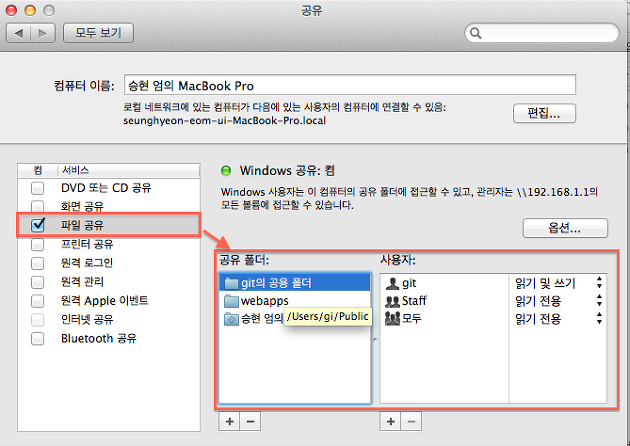 공유
모두 보기
컴퓨터 이름: 승현 엄의 MacBook Pro
로컬 네트워크에 있는 컴퓨터가 다음에 있는 사용자의 컴퓨터에 연결할 수 있음:
seunghyeon-eom-ui-MacBook-Pro.local
편집...
켬 서비스
DVD 또는 CD 공유
화면 공유
파일 공유
프린터 공유
원격 로그인
원격 관리
원격 Apple 이벤트
인터넷 공유
Bluetooth 공유
Windows 공유: 켬
Windows 사용자는 이 컴퓨터의 공유 폴더에 접근할 수 있고, 관리자는 \\192.168.1.1의
모든 볼륨에 접근할 수 있습니다.
옵션...
공유 폴더:
git의 공용 폴더
webapps
승현 엄의
/Users/gi/Public
사용자:
git 읽기 및 쓰기
Staff 읽기 전용
모두 읽기 전용